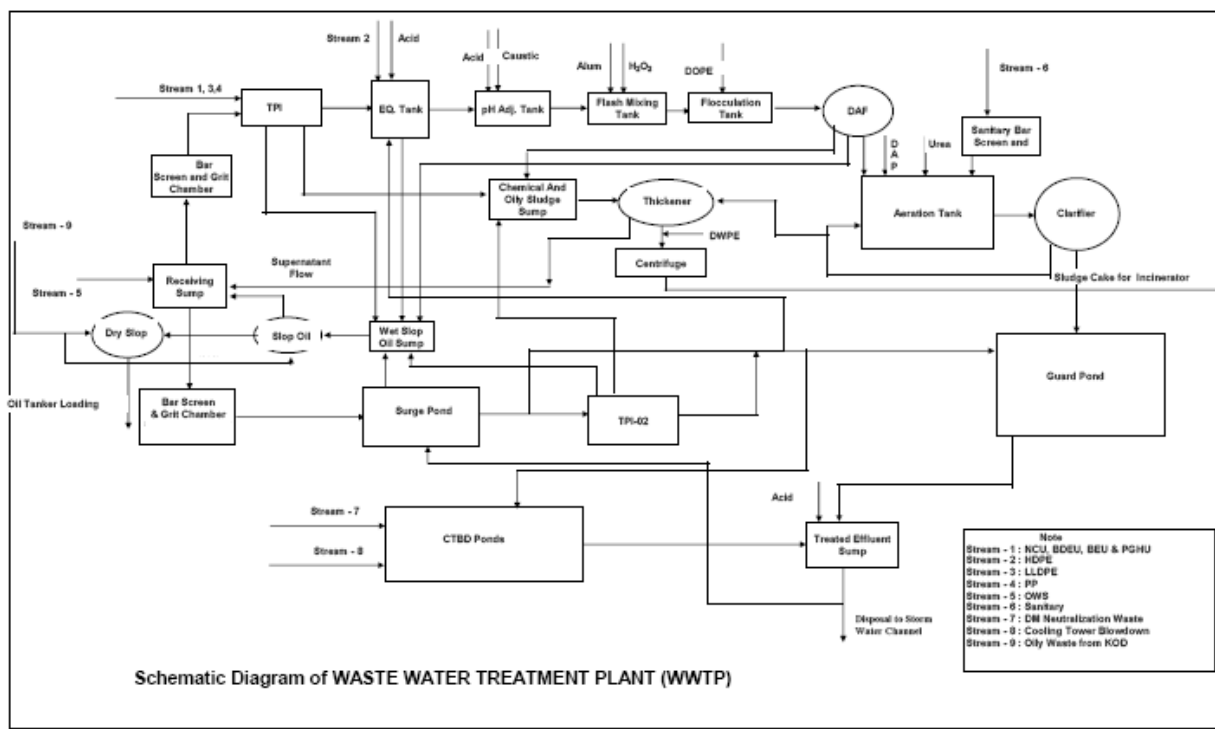 Stream 2
Acid
Acid
Caustic
Alum
H₂O₂
DOPE
Stream - 6
Stream 1, 3,4
TPI
EQ. Tank
pH Adj. Tank
Flash Mixing
Tank
Flocculation
Tank
DAF
D
A
P
Urea
Sanitary Bar
Screen and
Bar
Screen and Grit
Chamber
Chemical And
Oily Sludge
Sump
Thickener
Aeration Tank
Clarifier
Stream - 9
DWPE
Centrifuge
Supernatant
Flow
Receiving
Sump
Stream - 5
Sludge Cake for Incinerator
Dry Slop
Slop Oil
Wet Slop
Oil Sump
Guard Pond
Oil Tanker Loading
Bar Screen
& Grit Chamber
Surge Pond
TPI-02
Acid
Stream - 7
CTBD Ponds
Stream - 8
Treated Effluent
Sump
Disposal to Storm
Water Channel
Note
Stream - 1 : NCU, BDEU, BEU & PGHU
Stream - 2 : HDPE
Stream - 3 : LLDPE
Stream - 4 : PP
Stream - 5 : OWS
Stream - 6 : Sanitary
Stream - 7 : DM Neutralization Waste
Stream - 8 : Cooling Tower Blowdown
Stream - 9 : Oily Waste from KOD
Schematic Diagram of WASTE WATER TREATMENT PLANT (WWTP)